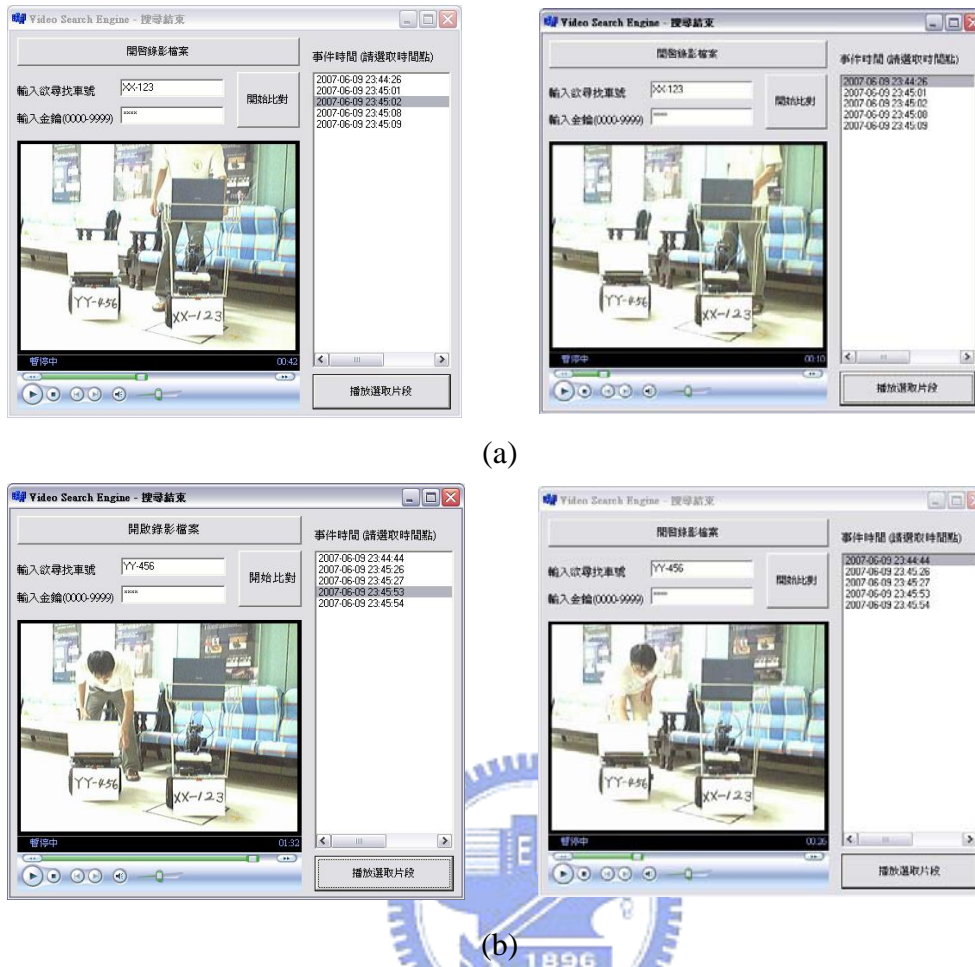 Video Search Engine - 搜尋結束
開啟錄影檔案
輸入欲尋找車號
XX-123
輸入金鑰(0000-9999)
****
開始比對
事件時間 (請選取時間點)
2007-06-09 23:44:26
2007-06-09 23:45:01
2007-06-09 23:45:02
2007-06-09 23:45:08
2007-06-09 23:45:09
YY-456
XX-123
暫停中
00:42
播放選取片段
Video Search Engine - 搜尋結束
開啟錄影檔案
輸入欲尋找車號
XX-123
輸入金鑰(0000-9999)
****
開始比對
事件時間 (請選取時間點)
2007-06-09 23:44:26
2007-06-09 23:45:01
2007-06-09 23:45:02
2007-06-09 23:45:08
2007-06-09 23:45:09
YY-456
XX-123
暫停中
00:10
播放選取片段
(a)
Video Search Engine - 搜尋結束
開啟錄影檔案
輸入欲尋找車號
YY-456
輸入金鑰(0000-9999)
****
開始比對
事件時間 (請選取時間點)
2007-06-09 23:44:44
2007-06-09 23:45:26
2007-06-09 23:45:27
2007-06-09 23:45:53
2007-06-09 23:45:54
YY-456
XX-123
暫停中
01:32
播放選取片段
Video Search Engine - 搜尋結束
開啟錄影檔案
輸入欲尋找車號
YY-456
輸入金鑰(0000-9999)
****
開始比對
事件時間 (請選取時間點)
2007-06-09 23:44:44
2007-06-09 23:45:26
2007-06-09 23:45:27
2007-06-09 23:45:53
2007-06-09 23:45:54
YY-456
XX-123
暫停中
00:26
播放選取片段
(b)
1896